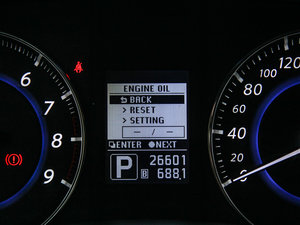 120
100
80
60
40
20
0
6
7
8
9
ENGINE OIL
BACK
> RESET
> SETTING
– / –
ENTER ●NEXT
P
26601
B 688.1